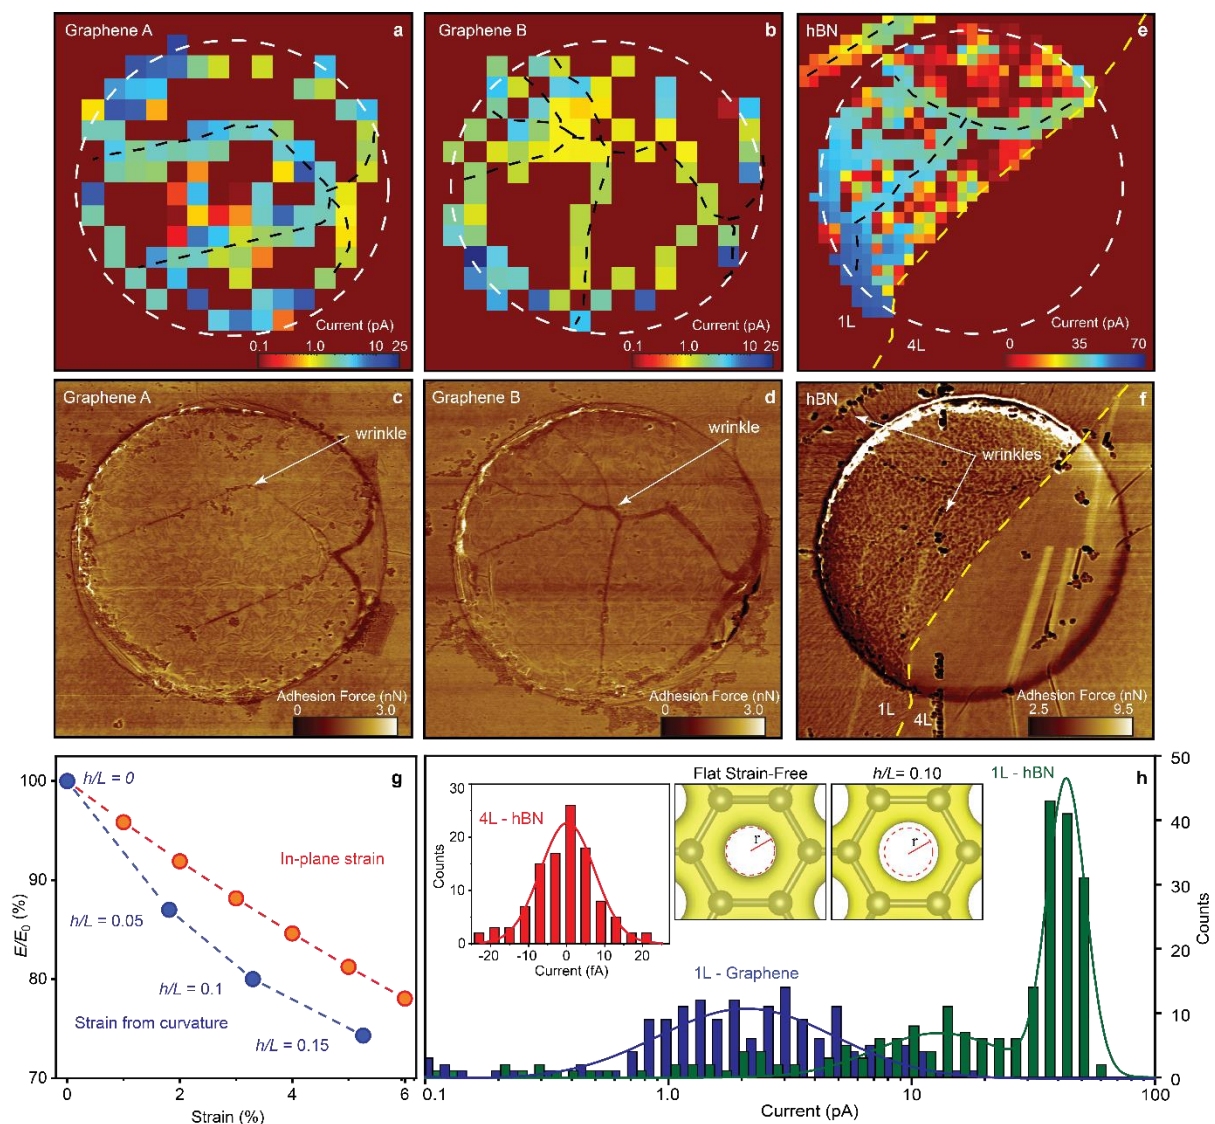 Graphene A
a
Current (pA)
0.1 1.0 10 25
Graphene B
b
Current (pA)
0.1 1.0 10 25
hBN
e
1L
4L
Current (pA)
0 35 70
Graphene A
c
wrinkle
Adhesion Force (nN)
0 3.0
Graphene B
d
wrinkle
Adhesion Force (nN)
0 3.0
hBN
f
wrinkles
1L
4L
Adhesion Force (nN)
2.5 9.5
g
100
90
80
70
E/E0 (%)
h/L = 0
In-plane strain
h/L = 0.05
h/L = 0.1
Strain from curvature
h/L = 0.15
0 2 4 6
Strain (%)
h
30
20
10
0
Counts
4L - hBN
-20 -10 0 10 20
Current (fA)
Flat Strain-Free
r
h/L= 0.10
r
1L - hBN
1L - Graphene
50
40
30
20
10
0
Counts
0.1 1.0 10 100
Current (pA)